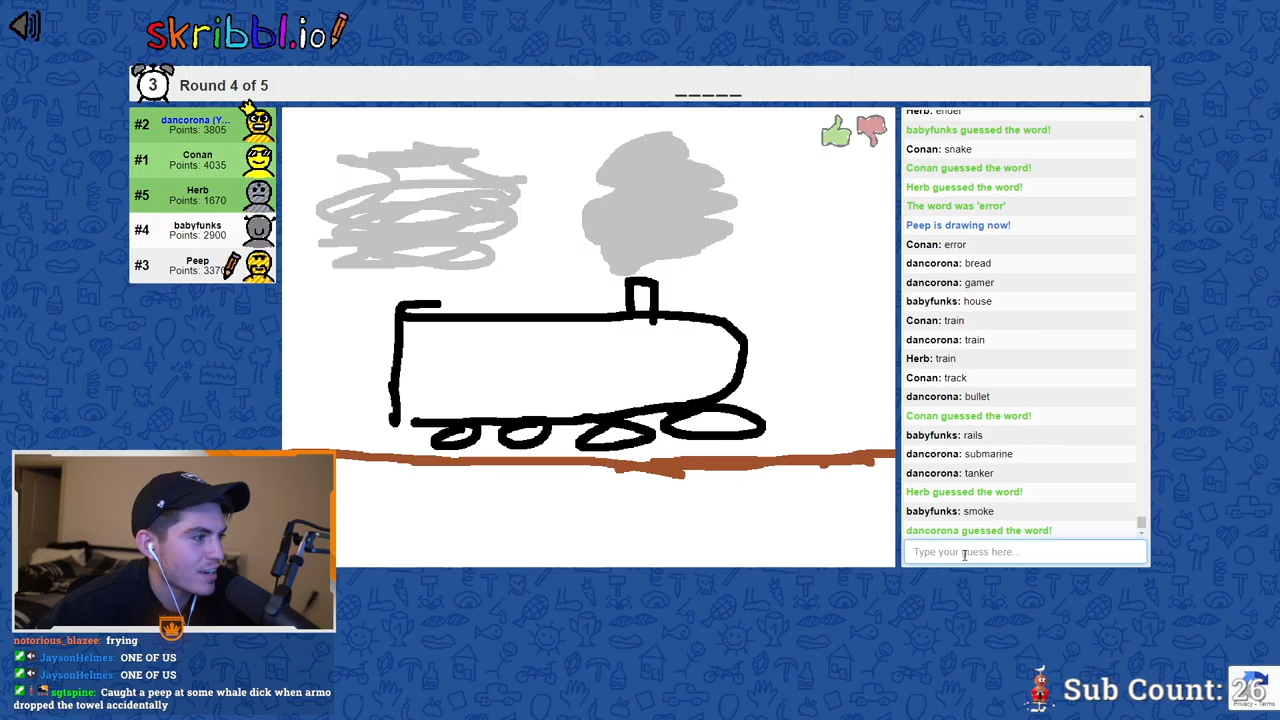 skribbl.io
3
Round 4 of 5
_ _ _ _ _
#2 dancorona (Y... Points: 3805
#1 Conan Points: 4035
#5 Herb Points: 1670
#4 babyfunks Points: 2900
#3 Peep Points: 3370
Herb: ender
babyfunks guessed the word!
Conan: snake
Conan guessed the word!
Herb guessed the word!
The word was 'error'
Peep is drawing now!
Conan: error
dancorona: bread
dancorona: gamer
babyfunks: house
Conan: train
dancorona: train
Herb: train
Conan: track
dancorona: bullet
Conan guessed the word!
babyfunks: rails
dancorona: submarine
dancorona: tanker
Herb guessed the word!
babyfunks: smoke
dancorona guessed the word!
Type your guess here...
notorious_blazee: frying
JaysonHelmes: ONE OF US
JaysonHelmes: ONE OF US
sgtspine: Caught a peep at some whale dick when armo
dropped the towel accidentally
Sub Count: 26
Privacy - Terms